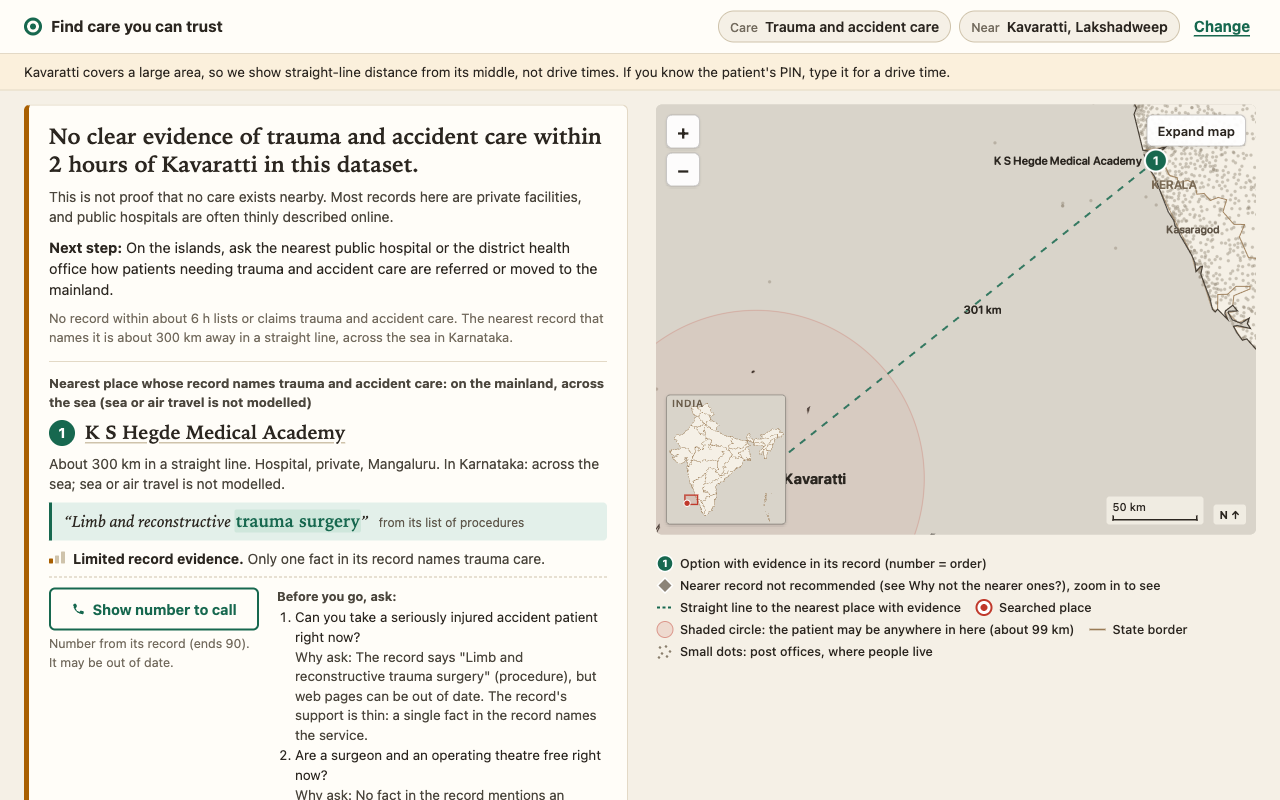 Find care you can trust
Care Trauma and accident care
Near Kavaratti, Lakshadweep
Change
Kavaratti covers a large area, so we show straight-line distance from its middle, not drive times. If you know the patient's PIN, type it for a drive time.
No clear evidence of trauma and accident care within
2 hours of Kavaratti in this dataset.
This is not proof that no care exists nearby. Most records here are private facilities,
and public hospitals are often thinly described online.
Next step: On the islands, ask the nearest public hospital or the district health
office how patients needing trauma and accident care are referred or moved to the
mainland.
No record within about 6 h lists or claims trauma and accident care. The nearest record that
names it is about 300 km away in a straight line, across the sea in Karnataka.
Nearest place whose record names trauma and accident care: on the mainland, across
the sea (sea or air travel is not modelled)
1 K S Hegde Medical Academy
About 300 km in a straight line. Hospital, private, Mangaluru. In Karnataka: across the
sea; sea or air travel is not modelled.
“Limb and reconstructive trauma surgery” from its list of procedures
Limited record evidence. Only one fact in its record names trauma care.
Show number to call
Number from its record (ends 90).
It may be out of date.
Before you go, ask:
1. Can you take a seriously injured accident patient
right now?
Why ask: The record says "Limb and
reconstructive trauma surgery" (procedure), but
web pages can be out of date. The record's
support is thin: a single fact in the record names
the service.
2. Are a surgeon and an operating theatre free right
now?
Why ask: No fact in the record mentions an
+
−
Expand map
K S Hegde Medical Academy 1
KERALA
Kasaragod
301 km
INDIA
Kavaratti
50 km
N ↑
1 Option with evidence in its record (number = order)
Nearer record not recommended (see Why not the nearer ones?), zoom in to see
Straight line to the nearest place with evidence
Searched place
Shaded circle: the patient may be anywhere in here (about 99 km)
State border
Small dots: post offices, where people live